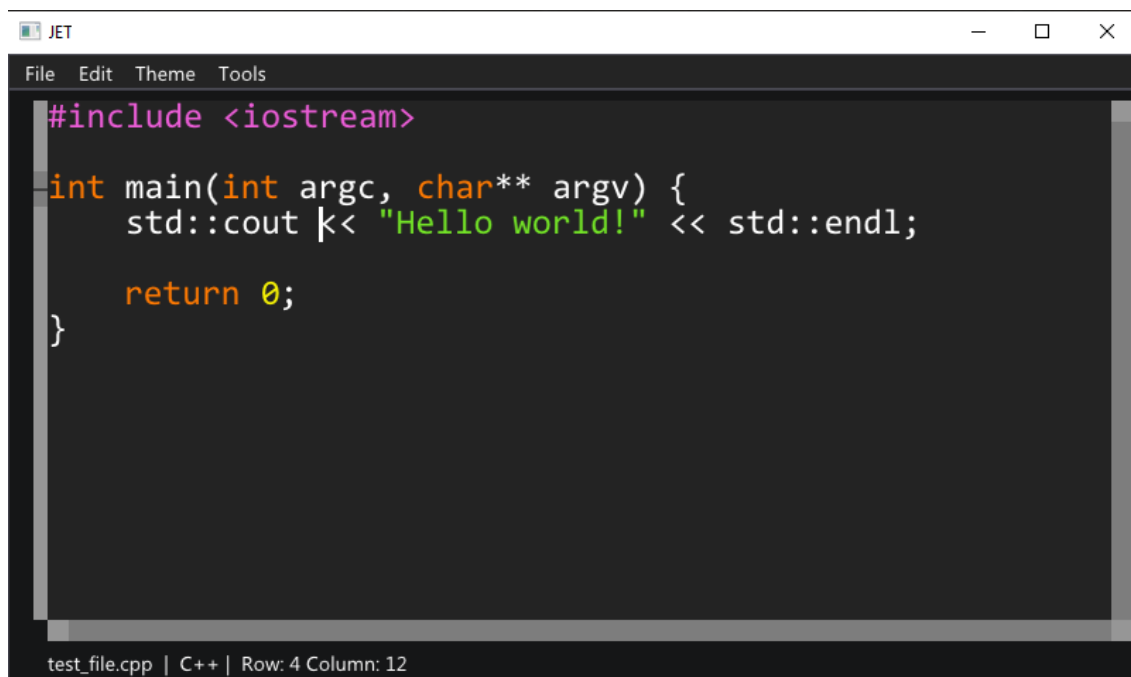 JET
File Edit Theme Tools
#include <iostream>
int main(int argc, char** argv) {
    std::cout << "Hello world!" << std::endl;
    return 0;
}
test_file.cpp | C++ | Row: 4 Column: 12